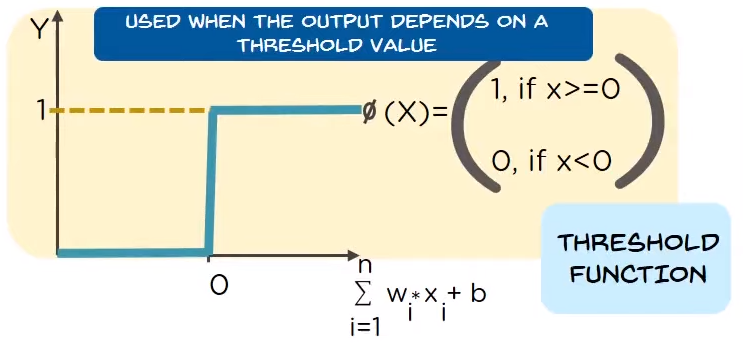 USED WHEN THE OUTPUT DEPENDS ON A
THRESHOLD VALUE
Y
1
0
ø (X)=
1, if x>=0
0, if x<0
THRESHOLD
FUNCTION
n
Σ w_i * x_i + b
i=1